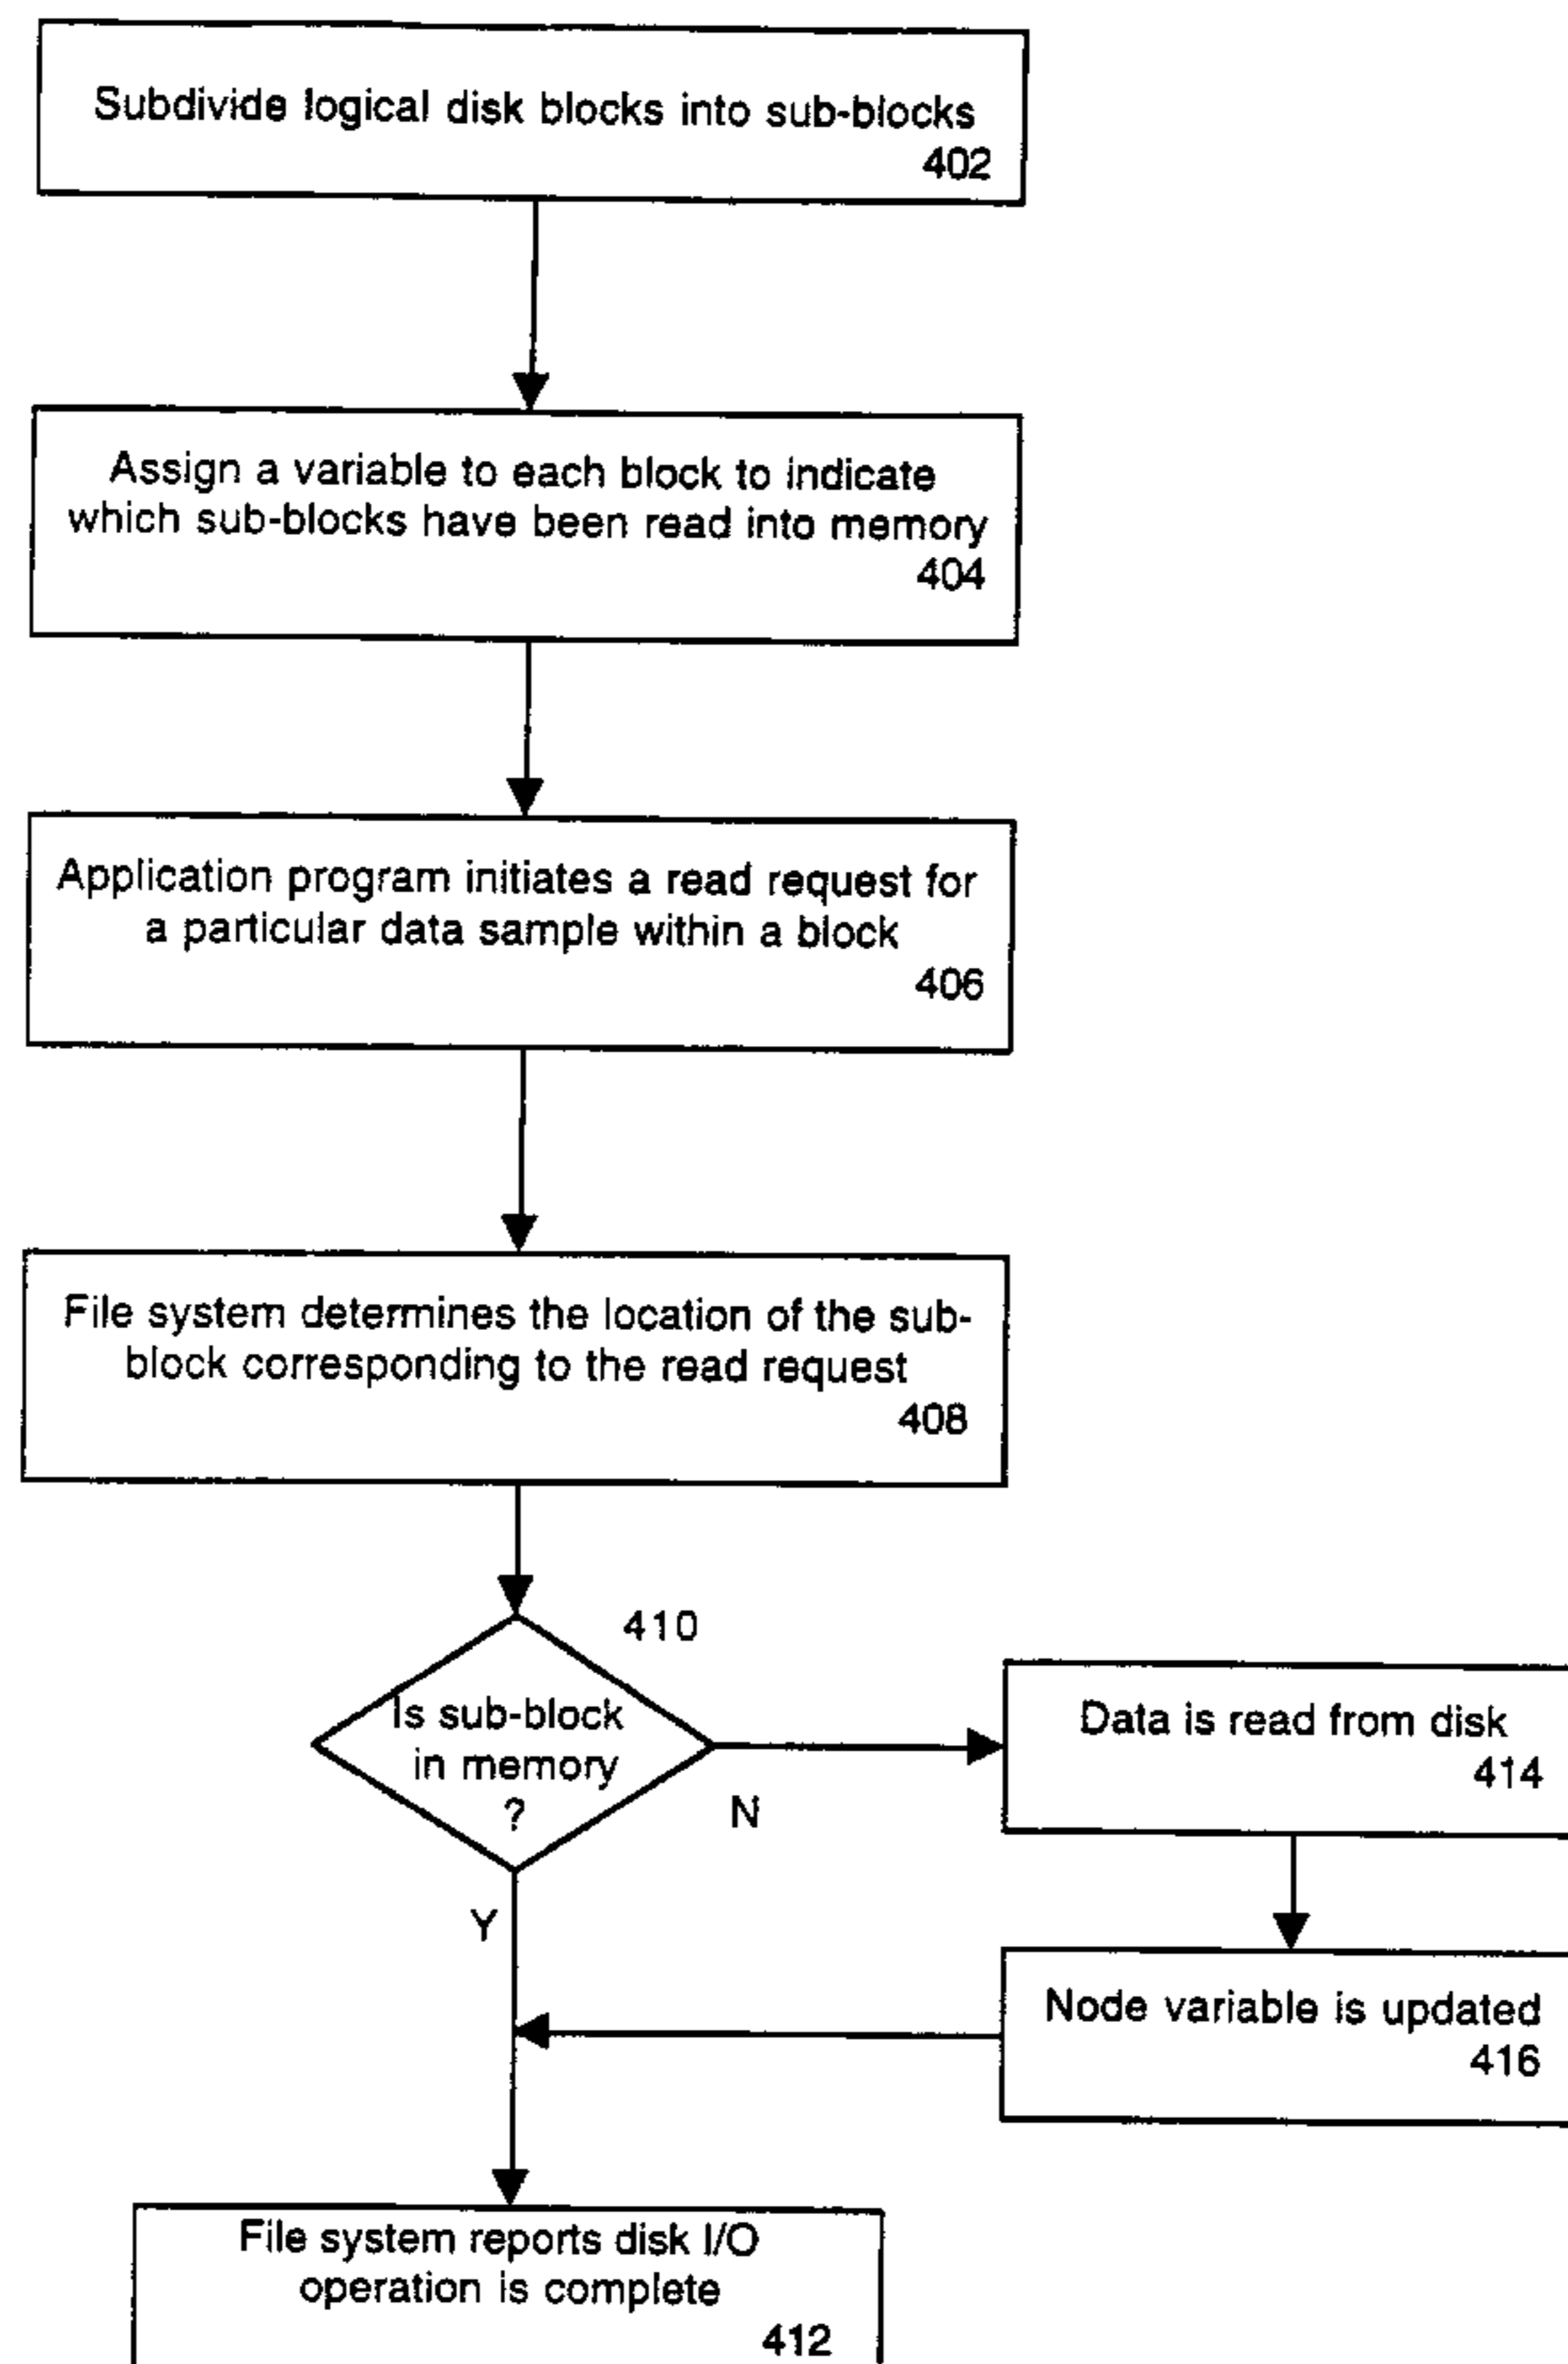 Subdivide logical disk blocks into sub-blocks
402
Assign a variable to each block to indicate
which sub-blocks have been read into memory
404
Application program initiates a read request for
a particular data sample within a block
406
File system determines the location of the sub-
block corresponding to the read request
408
410
Is sub-block
in memory
?
N
Y
Data is read from disk
414
Node variable is updated
416
File system reports disk I/O
operation is complete
412